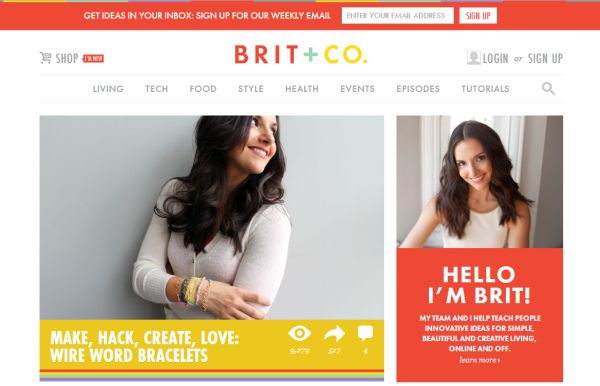 GET IDEAS IN YOUR INBOX: SIGN UP FOR OUR WEEKLY EMAIL ENTER YOUR EMAIL ADDRESS SIGN UP
SHOP I'M NEW BRIT + CO. LOGIN or SIGN UP
LIVING TECH FOOD STYLE HEALTH EVENTS EPISODES TUTORIALS
MAKE, HACK, CREATE, LOVE:
WIRE WORD BRACELETS
9,279 517 4
HELLO
I'M BRIT!
MY TEAM AND I HELP TEACH PEOPLE
INNOVATIVE IDEAS FOR SIMPLE,
BEAUTIFUL AND CREATIVE LIVING,
ONLINE AND OFF.
learn more